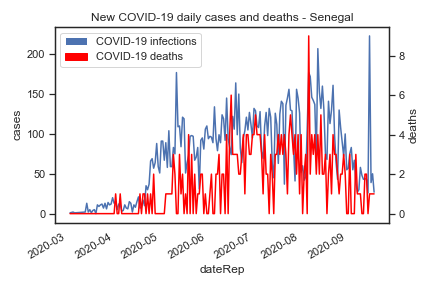 New COVID-19 daily cases and deaths - Senegal
COVID-19 infections
COVID-19 deaths
cases
200
150
100
50
0
deaths
8
6
4
2
0
2020-03
2020-04
2020-05
2020-06
2020-07
2020-08
2020-09
dateRep